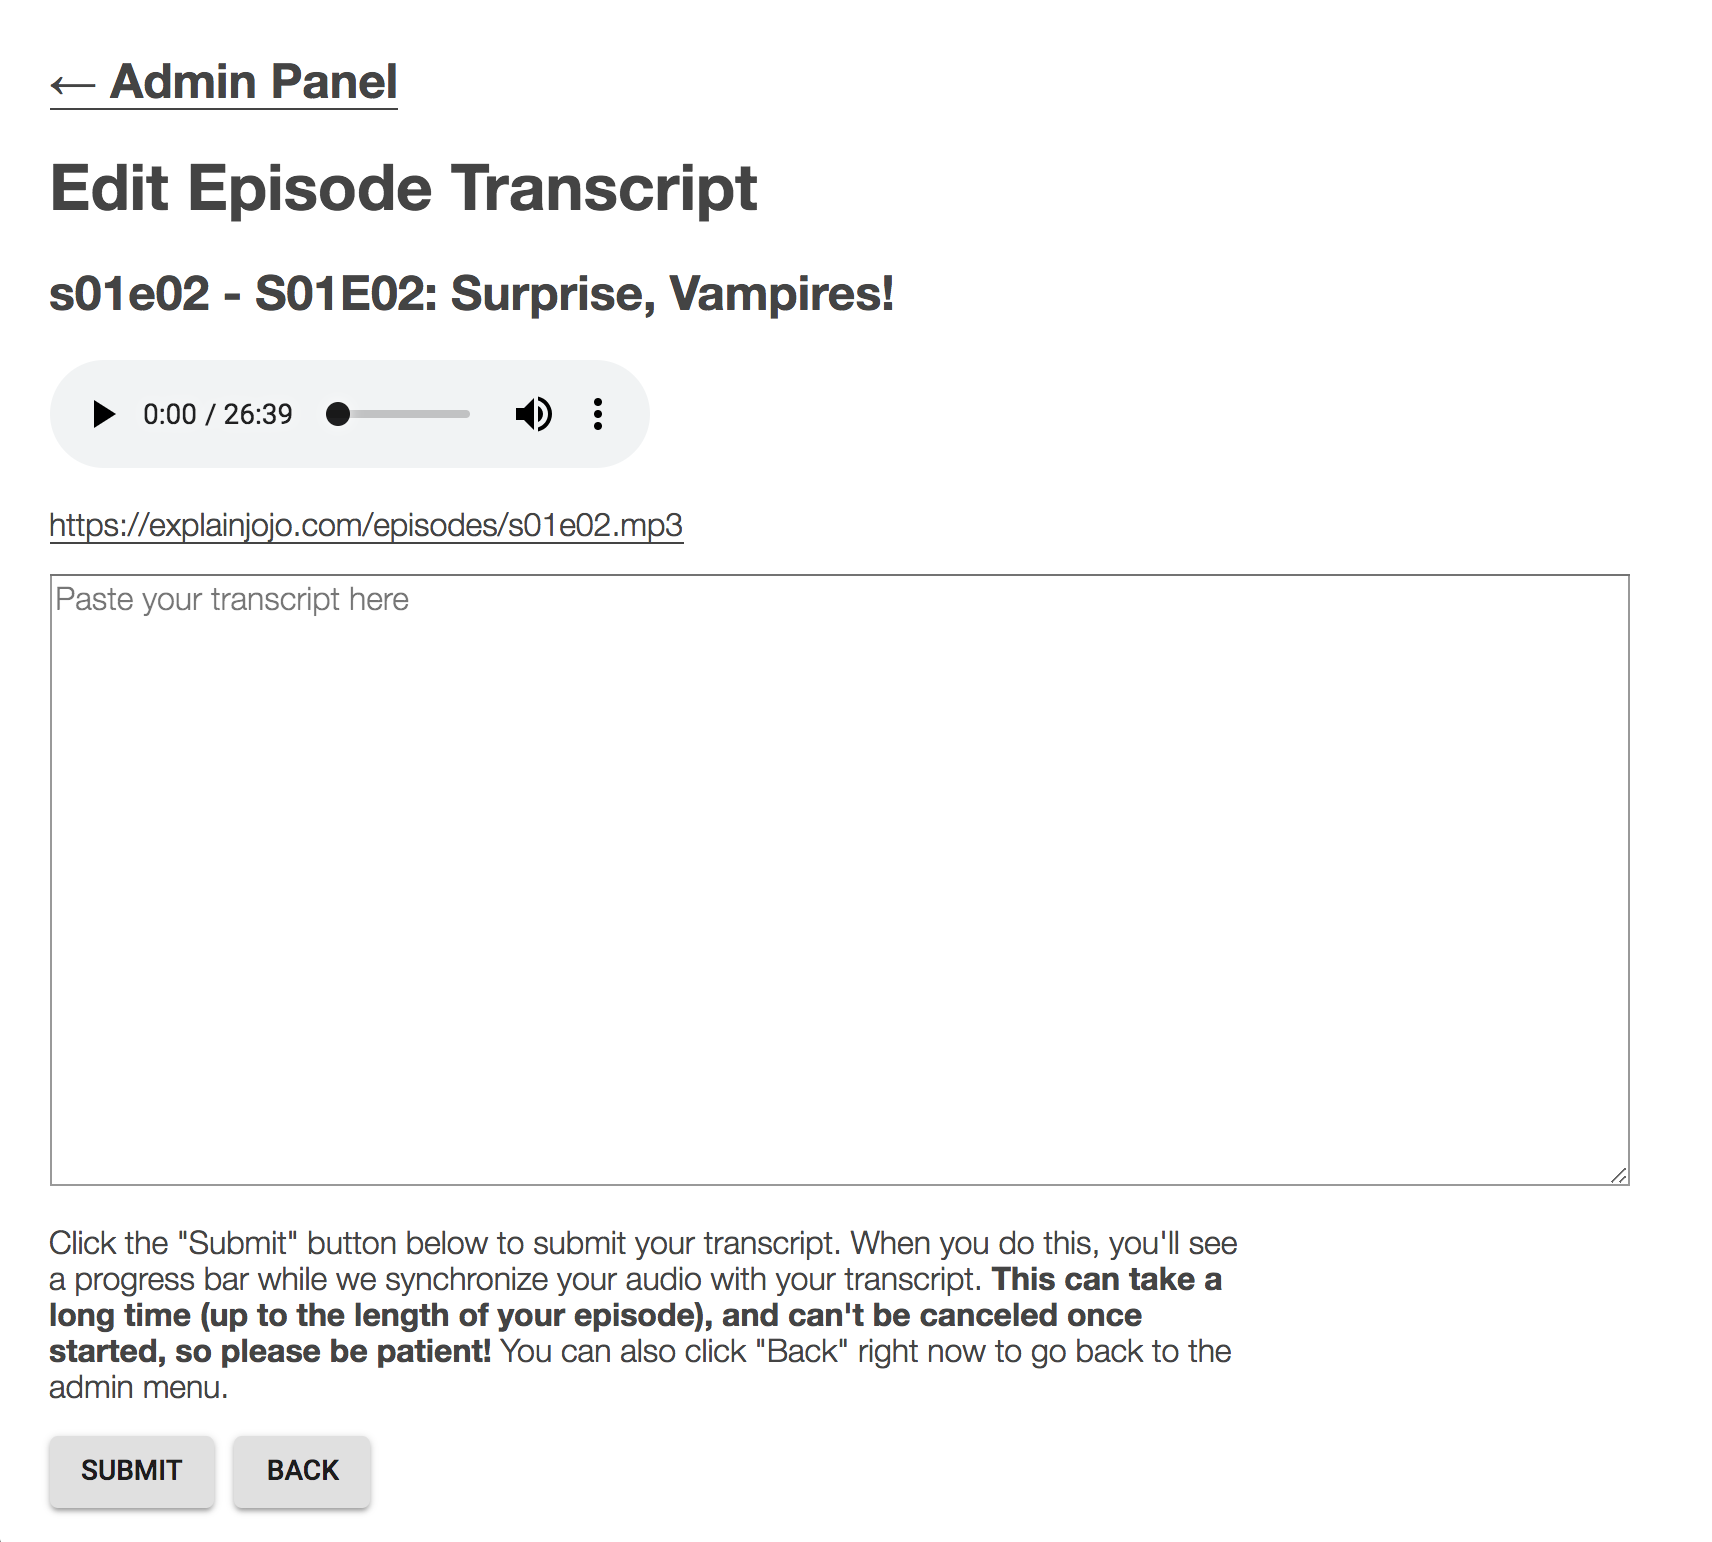 ← Admin Panel
Edit Episode Transcript
s01e02 - S01E02: Surprise, Vampires!
0:00 / 26:39
https://explainjojo.com/episodes/s01e02.mp3
Paste your transcript here
Click the "Submit" button below to submit your transcript. When you do this, you'll see
a progress bar while we synchronize your audio with your transcript. This can take a
long time (up to the length of your episode), and can't be canceled once
started, so please be patient! You can also click "Back" right now to go back to the
admin menu.
SUBMIT BACK